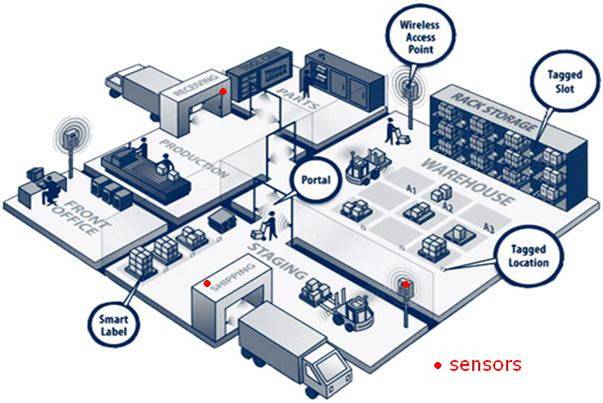 Wireless
Access
Point
Tagged
Slot
RECEIVING
PARTS
RACK STORAGE
PRODUCTION
WAREHOUSE
Portal
A1
A2
A3
FRONT
OFFICE
STAGING
Tagged
Location
SHIPPING
Smart
Label
sensors